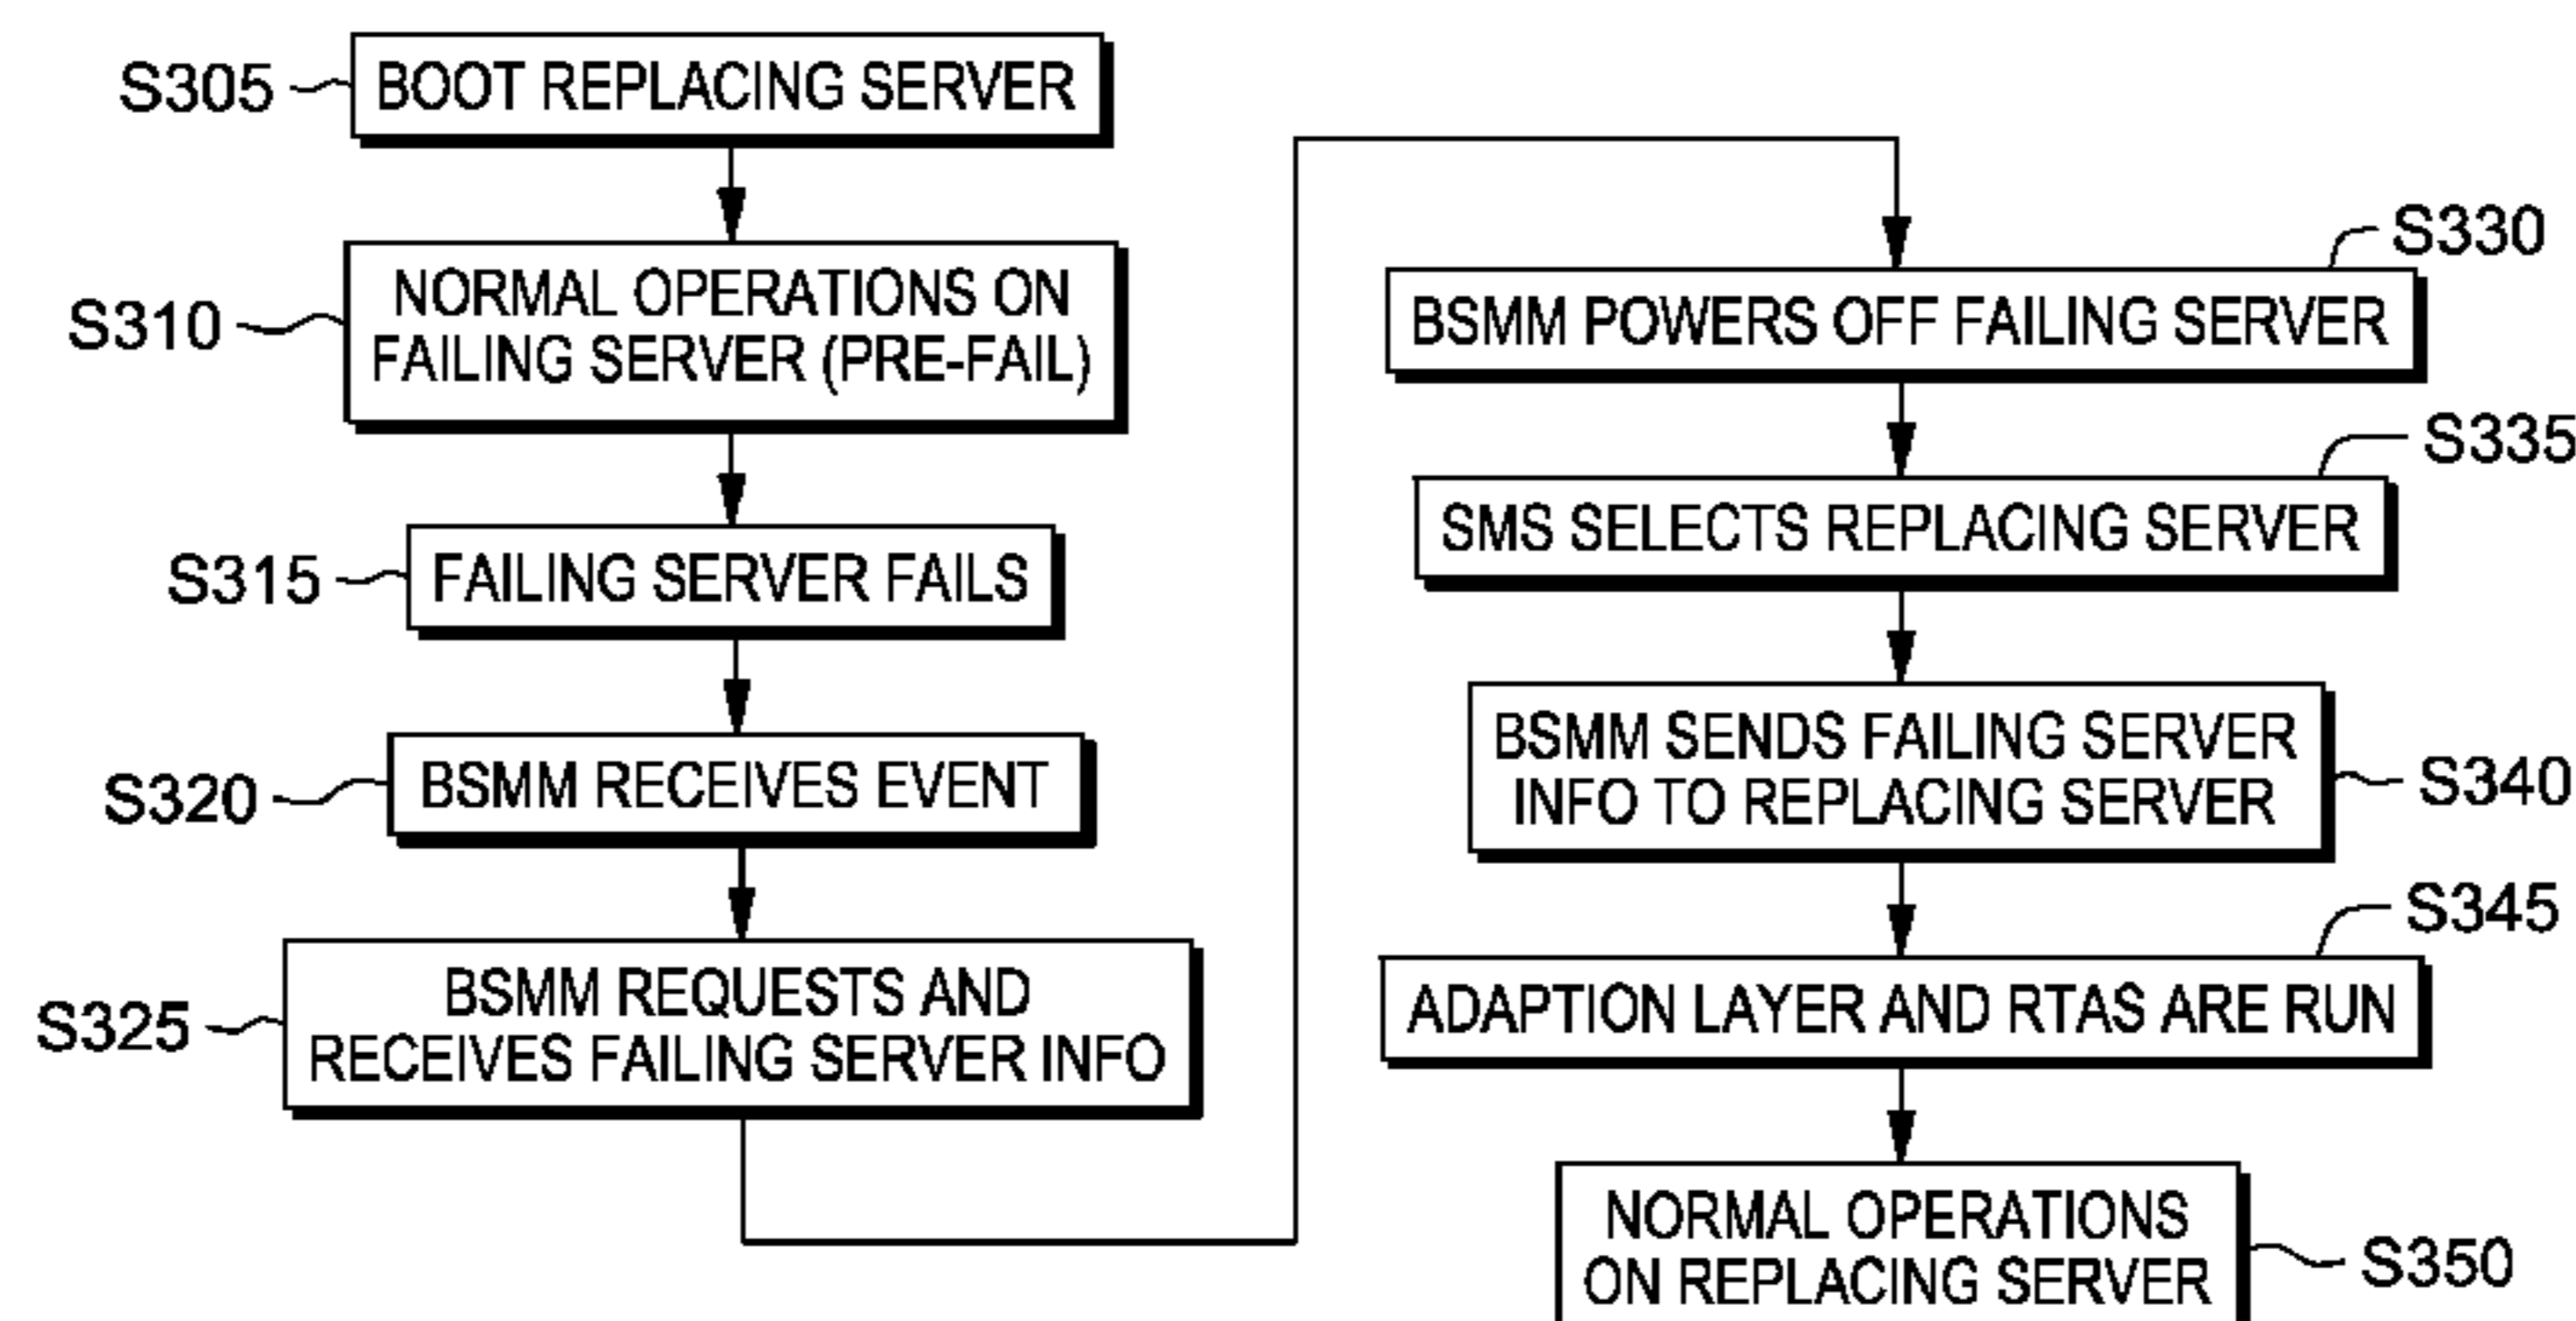 S305
BOOT REPLACING SERVER
S310
NORMAL OPERATIONS ON
FAILING SERVER (PRE-FAIL)
S315
FAILING SERVER FAILS
S320
BSMM RECEIVES EVENT
S325
BSMM REQUESTS AND
RECEIVES FAILING SERVER INFO
S330
BSMM POWERS OFF FAILING SERVER
S335
SMS SELECTS REPLACING SERVER
S340
BSMM SENDS FAILING SERVER
INFO TO REPLACING SERVER
S345
ADAPTION LAYER AND RTAS ARE RUN
S350
NORMAL OPERATIONS
ON REPLACING SERVER